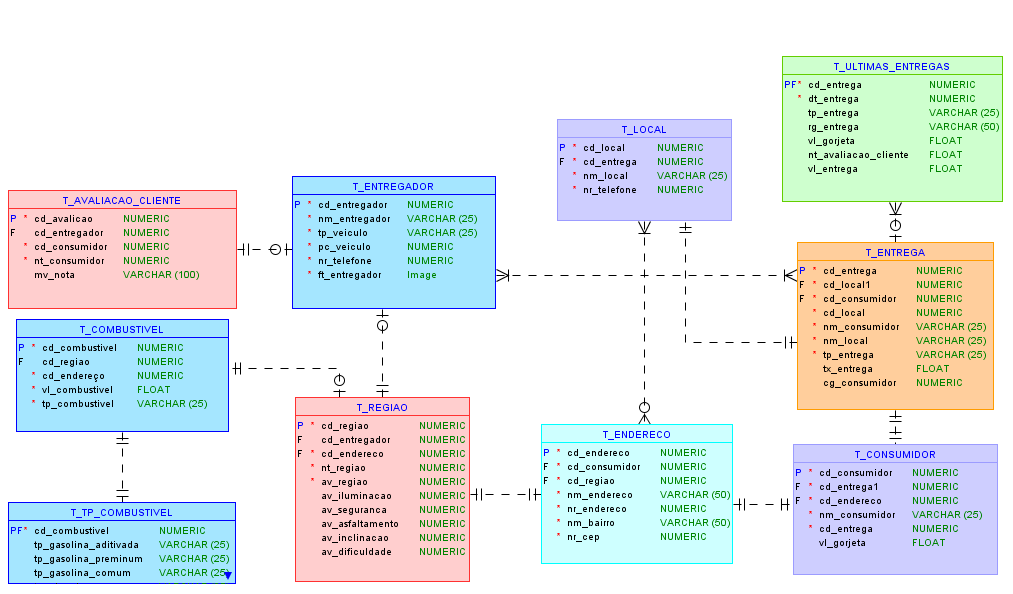 T_ULTIMAS_ENTREGAS
PF* cd_entrega NUMERIC
* dt_entrega NUMERIC
tp_entrega VARCHAR (25)
rg_entrega VARCHAR (50)
vl_gorjeta FLOAT
nt_avaliacao_cliente FLOAT
vl_entrega FLOAT
T_LOCAL
P * cd_local NUMERIC
F * cd_entrega NUMERIC
* nm_local VARCHAR (25)
* nr_telefone NUMERIC
T_ENTREGADOR
P * cd_entregador NUMERIC
* nm_entregador VARCHAR (25)
* tp_veiculo VARCHAR (25)
* pc_veiculo NUMERIC
* nr_telefone NUMERIC
* ft_entregador Image
T_AVALIACAO_CLIENTE
P * cd_avalicao NUMERIC
F cd_entregador NUMERIC
* cd_consumidor NUMERIC
* nt_consumidor NUMERIC
mv_nota VARCHAR (100)
T_ENTREGA
P * cd_entrega NUMERIC
F * cd_local1 NUMERIC
F * cd_consumidor NUMERIC
* cd_local NUMERIC
* nm_consumidor VARCHAR (25)
* nm_local VARCHAR (25)
* tp_entrega VARCHAR (25)
tx_entrega FLOAT
cg_consumidor NUMERIC
T_COMBUSTIVEL
P * cd_combustivel NUMERIC
F cd_regiao NUMERIC
* cd_endereço NUMERIC
* vl_combustivel FLOAT
* tp_combustivel VARCHAR (25)
T_REGIAO
P * cd_regiao NUMERIC
F cd_entregador NUMERIC
F * cd_endereco NUMERIC
* nt_regiao NUMERIC
* av_regiao NUMERIC
av_iluminacao NUMERIC
av_seguranca NUMERIC
av_asfaltamento NUMERIC
av_inclinacao NUMERIC
av_dificuldade NUMERIC
T_ENDERECO
P * cd_endereco NUMERIC
F * cd_consumidor NUMERIC
F * cd_regiao NUMERIC
* nm_endereco VARCHAR (50)
* nr_endereco NUMERIC
* nm_bairro VARCHAR (50)
* nr_cep NUMERIC
T_CONSUMIDOR
P * cd_consumidor NUMERIC
F * cd_entrega1 NUMERIC
F * cd_endereco NUMERIC
* nm_consumidor VARCHAR (25)
* cd_entrega NUMERIC
vl_gorjeta FLOAT
T_TP_COMBUSTIVEL
PF* cd_combustivel NUMERIC
tp_gasolina_aditivada VARCHAR (25)
tp_gasolina_preminum VARCHAR (25)
tp_gasolina_comum VARCHAR (25)